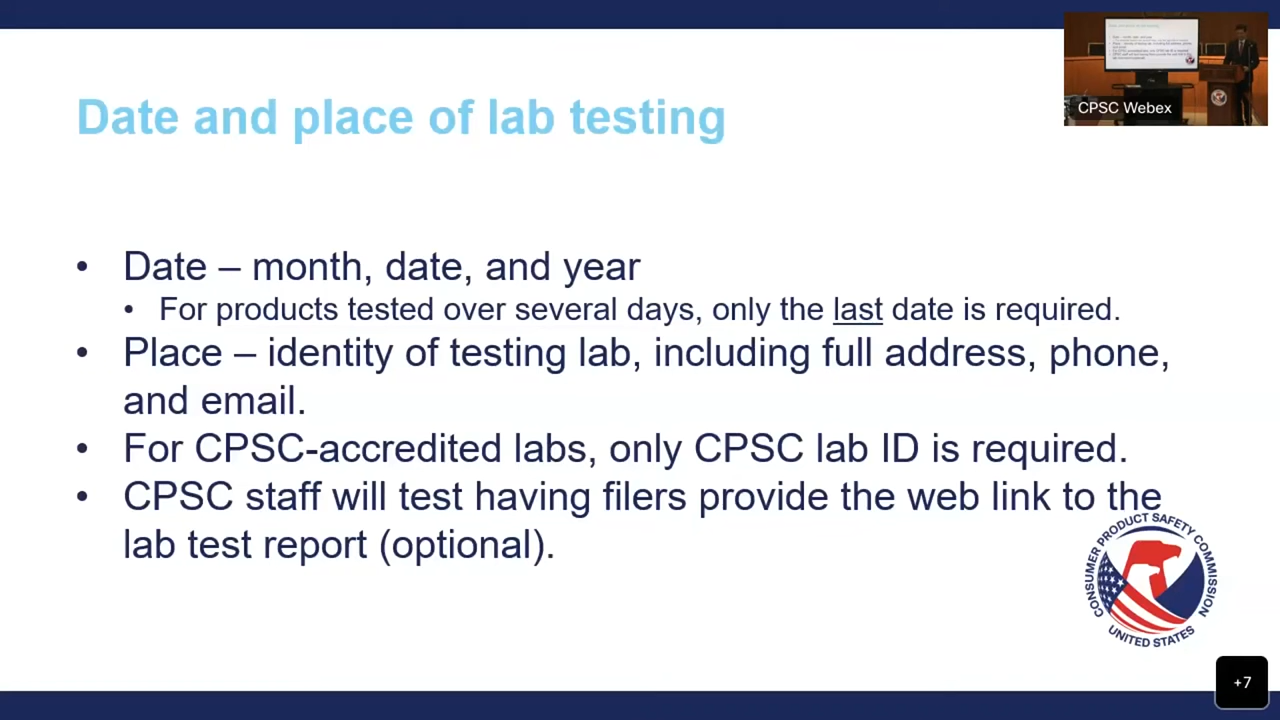 Date and place of lab testing
CPSC Webex
• Date – month, date, and year
• For products tested over several days, only the last date is required.
• Place – identity of testing lab, including full address, phone,
and email.
• For CPSC-accredited labs, only CPSC lab ID is required.
• CPSC staff will test having filers provide the web link to the
lab test report (optional).
CONSUMER PRODUCT SAFETY COMMISSION
UNITED STATES
+7